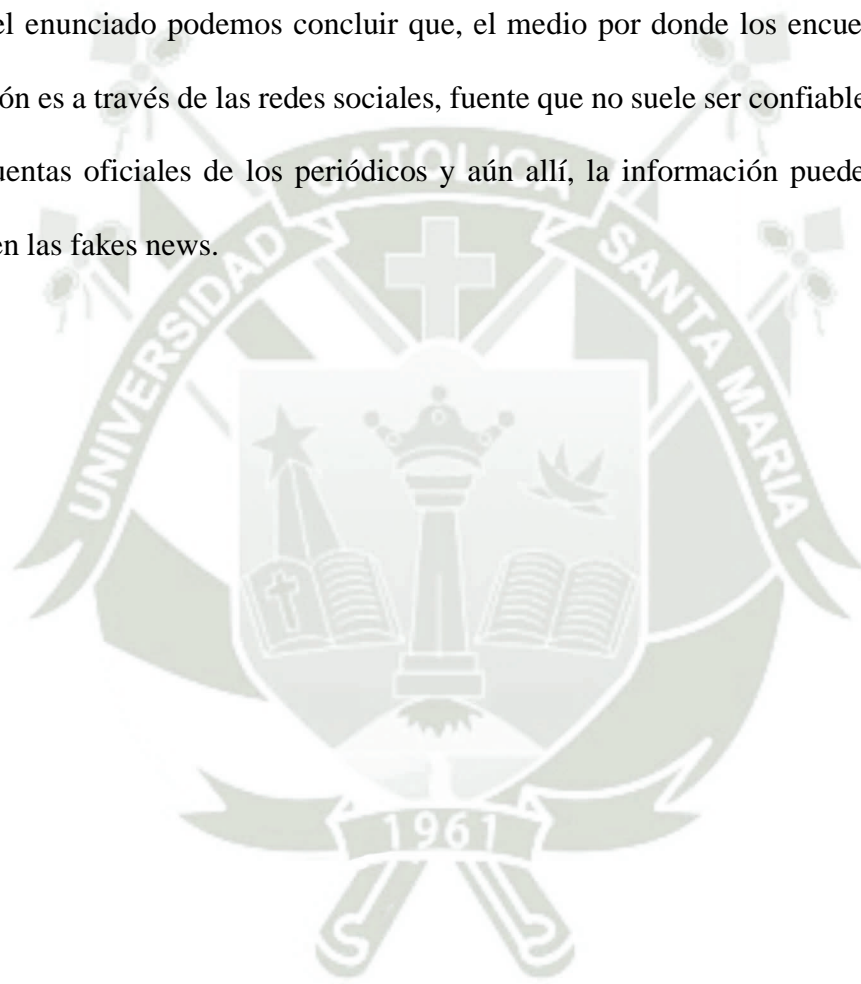 el enunciado podemos concluir que, el medio por donde los encue
ón es a través de las redes sociales, fuente que no suele ser confiable
uentas oficiales de los periódicos y aún allí, la información puede
en las fakes news.
UNIVERSIDAD CATOLICA SANTA MARIA
1961